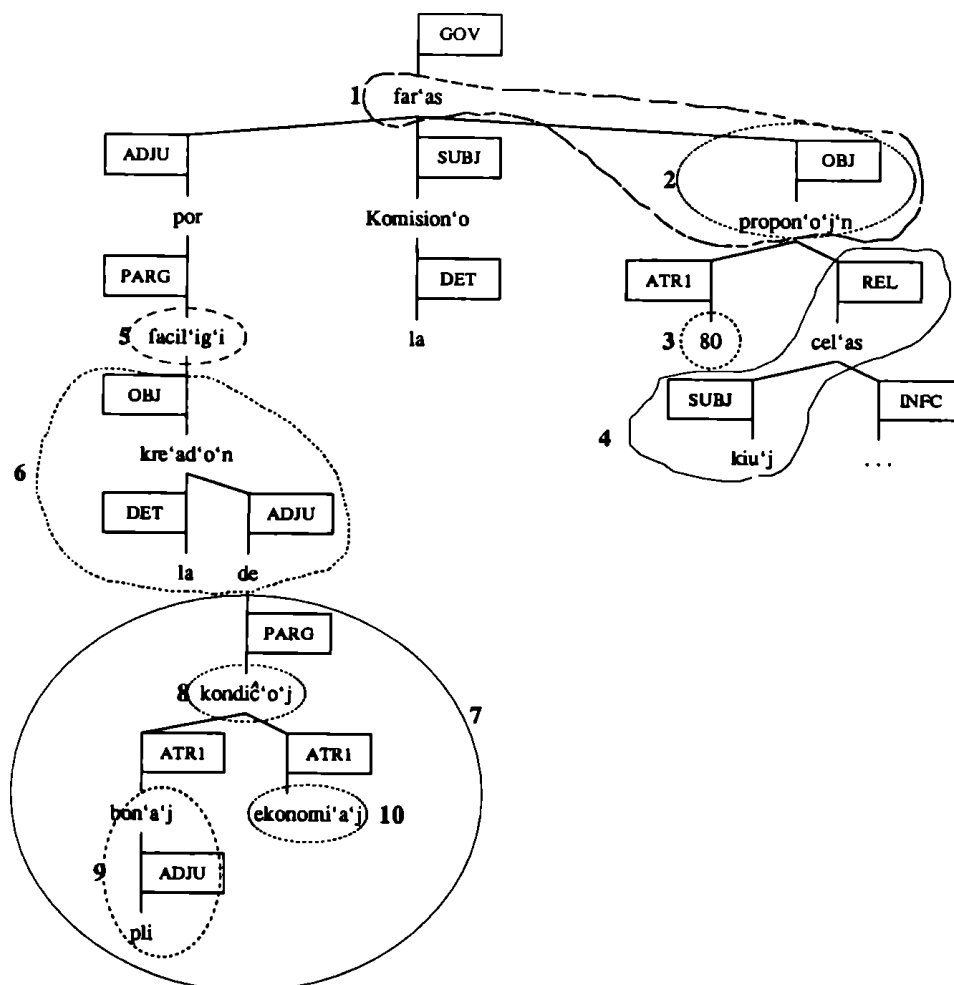 GOV
1 far‘as
ADJU SUBJ OBJ
2
por Komision‘o propon‘o‘j‘n
PARG DET ATR1 REL
5 facil‘ig‘i la 3 80 cel‘as
OBJ SUBJ INFC
4
kre‘ad‘o‘n kiu‘j ...
6
DET ADJU
la de
PARG
8 kondiĉ‘o‘j 7
ATR1 ATR1
bon‘a‘j ekonomi‘a‘j 10
9 ADJU
pli